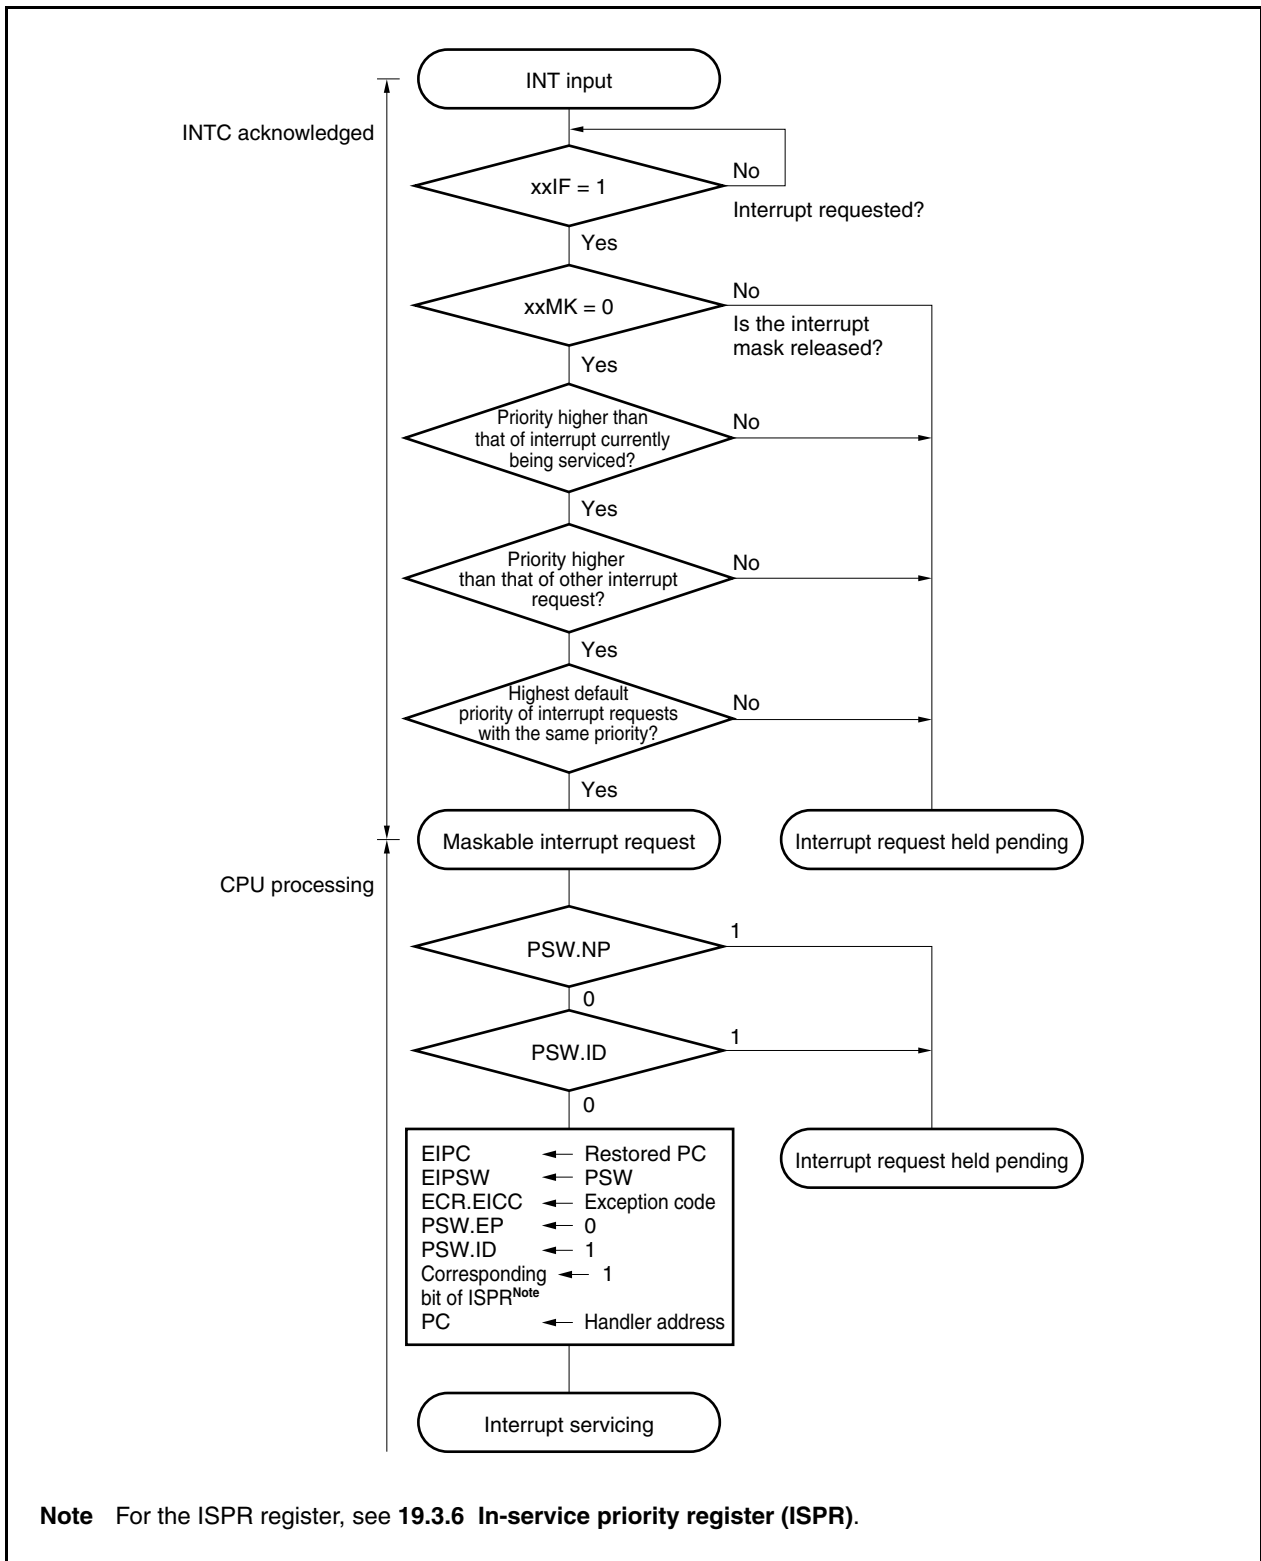 INT input
INTC acknowledged
xxIF = 1
No
Interrupt requested?
Yes
xxMK = 0
No
Is the interrupt
mask released?
Yes
Priority higher than
that of interrupt currently
being serviced?
No
Yes
Priority higher
than that of other interrupt
request?
No
Yes
Highest default
priority of interrupt requests
with the same priority?
No
Yes
Maskable interrupt request
Interrupt request held pending
CPU processing
PSW.NP
1
0
PSW.ID
1
0
EIPC ← Restored PC
EIPSW ← PSW
ECR.EICC ← Exception code
PSW.EP ← 0
PSW.ID ← 1
Corresponding ← 1
bit of ISPRNote
PC ← Handler address
Interrupt request held pending
Interrupt servicing
Note For the ISPR register, see 19.3.6 In-service priority register (ISPR).